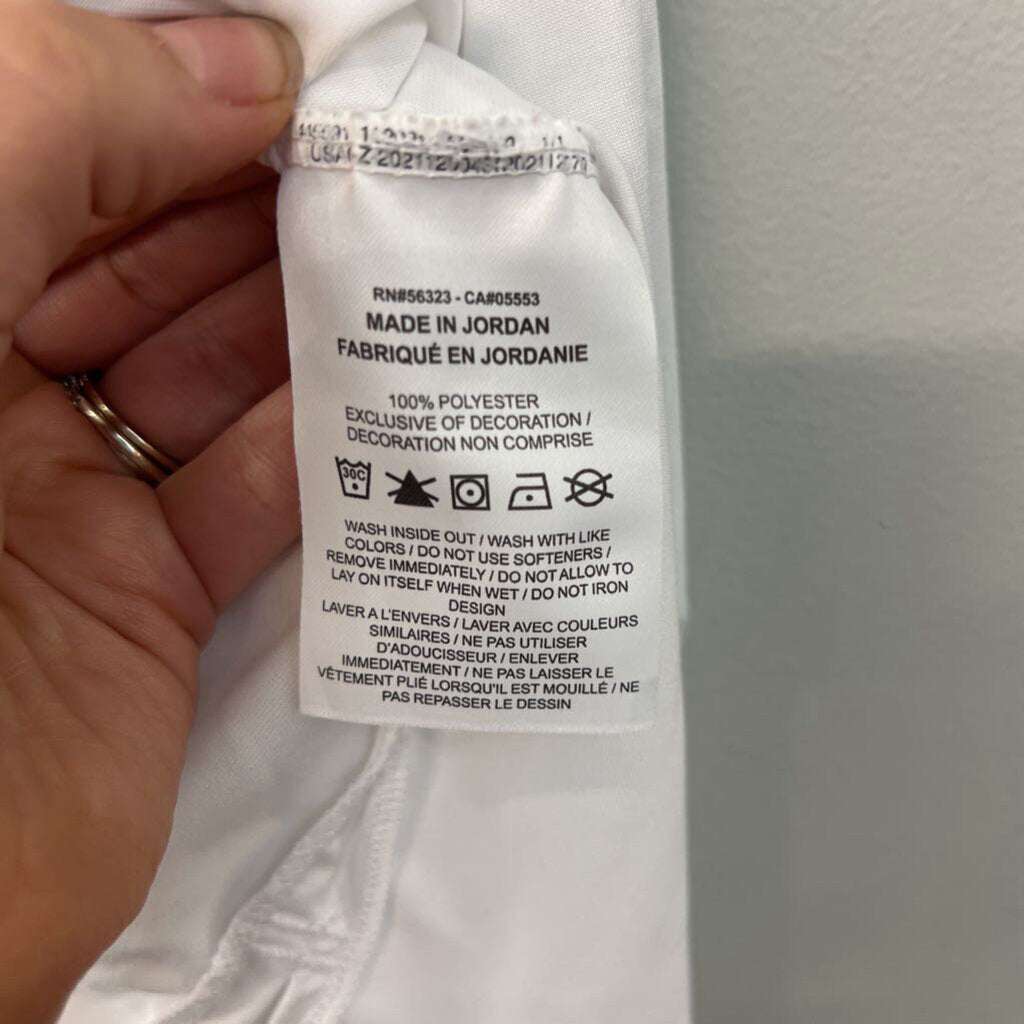 RN#56323 - CA#05553
MADE IN JORDAN
FABRIQUÉ EN JORDANIE
100% POLYESTER
EXCLUSIVE OF DECORATION /
DECORATION NON COMPRISE
30C
WASH INSIDE OUT / WASH WITH LIKE
COLORS / DO NOT USE SOFTENERS /
REMOVE IMMEDIATELY / DO NOT ALLOW TO
LAY ON ITSELF WHEN WET / DO NOT IRON
DESIGN
LAVER A L'ENVERS / LAVER AVEC COULEURS
SIMILAIRES / NE PAS UTILISER
D'ADOUCISSEUR / ENLEVER
IMMEDIATEMENT / NE PAS LAISSER LE
VÊTEMENT PLIÉ LORSQU'IL EST MOUILLÉ / NE
PAS REPASSER LE DESSIN